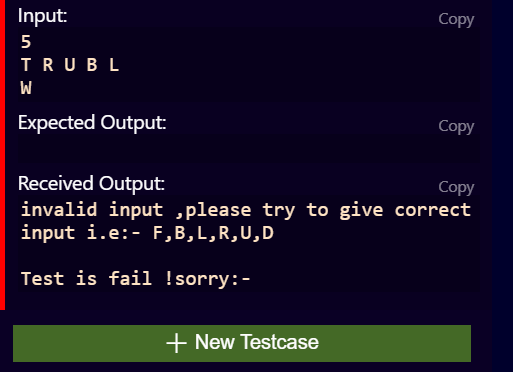 Input:
Copy
5
T R U B L
W
Expected Output:
Copy
Received Output:
Copy
invalid input ,please try to give correct
input i.e:- F,B,L,R,U,D
Test is fail !sorry:-
+ New Testcase